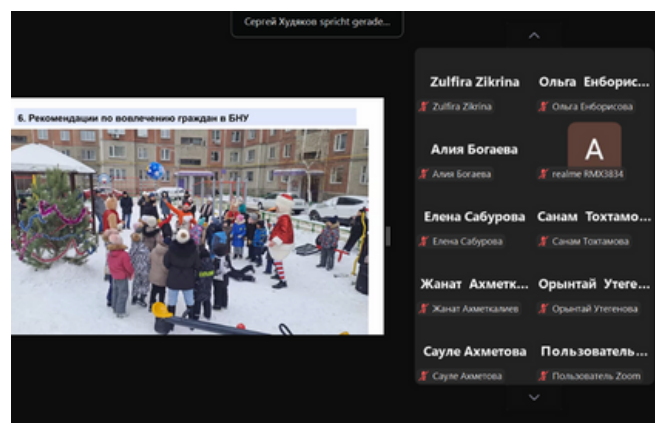 Сергей Худяков spricht gerade...
6. Рекомендации по вовлечению граждан в БНУ
Zulfira Zikrina
Zulfira Zikrina
Ольга Енборис...
Ольга Енборисова
Алия Богаева
Алия Богаева
A
realme RMX3834
Елена Сабурова
Елена Сабурова
Санам Тохтамо...
Санам Тохтамова
Жанат Ахметк...
Жанат Ахметкалиев
Орынтай Утеге...
Орынтай Утегенова
Сауле Ахметова
Сауле Ахметова
Пользователь...
Пользователь Zoom